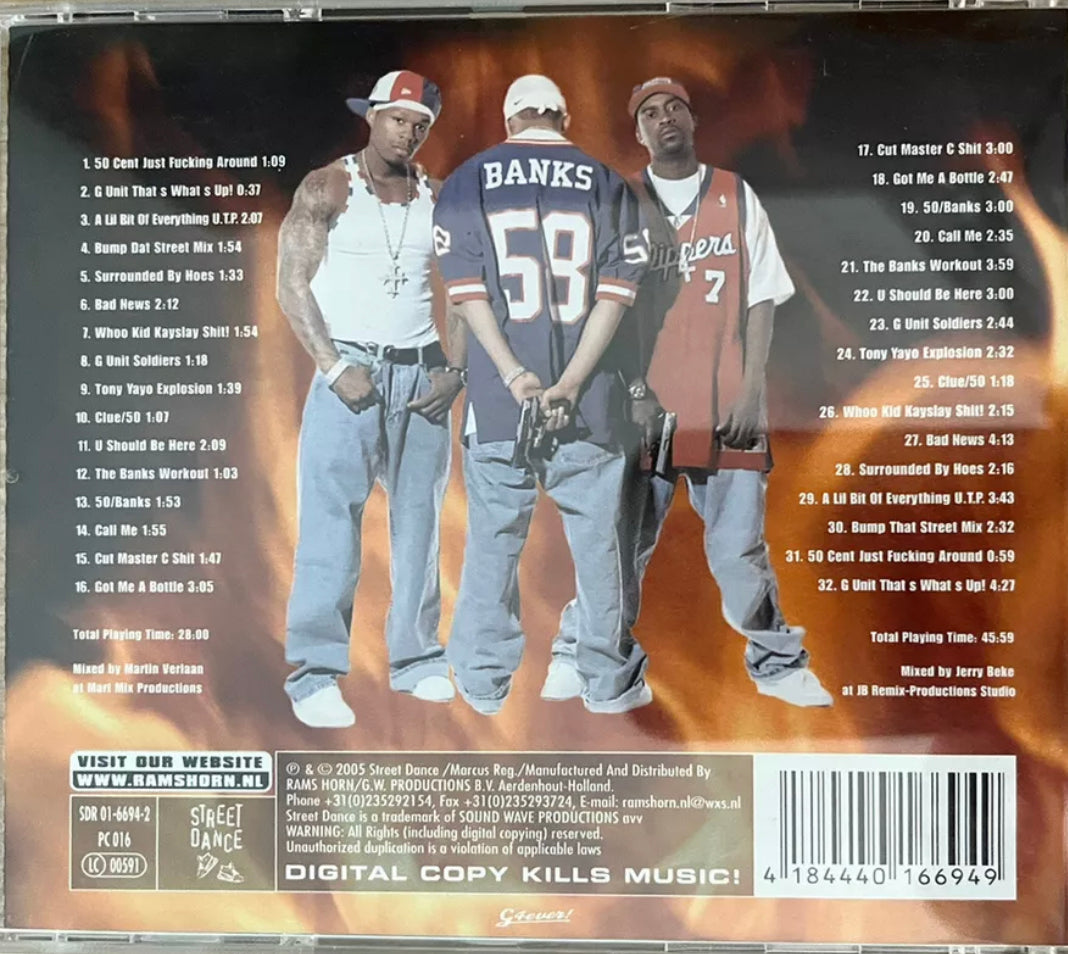 1. 50 Cent Just Fucking Around 1:09
2. G Unit That s What s Up! 0:37
3. A Lil Bit Of Everything U.T.P. 2:07
4. Bump Dat Street Mix 1:54
5. Surrounded By Hoes 1:33
6. Bad News 2:12
7. Whoo Kid Kayslay Shit! 1:54
8. G Unit Soldiers 1:18
9. Tony Yayo Explosion 1:39
10. Clue/50 1:07
11. U Should Be Here 2:09
12. The Banks Workout 1:03
13. 50/Banks 1:53
14. Call Me 1:55
15. Cut Master C Shit 1:47
16. Got Me A Bottle 3:05
Total Playing Time: 28:00
Mixed by Martin Verlaan
at Mart Mix Productions
BANKS
58
7
17. Cut Master C Shit 3:00
18. Got Me A Bottle 2:47
19. 50/Banks 3:00
20. Call Me 2:35
21. The Banks Workout 3:59
22. U Should Be Here 3:00
23. G Unit Soldiers 2:44
24. Tony Yayo Explosion 2:32
25. Clue/50 1:18
26. Whoo Kid Kayslay Shit! 2:15
27. Bad News 4:13
28. Surrounded By Hoes 2:16
29. A Lil Bit Of Everything U.T.P. 3:43
30. Bump That Street Mix 2:32
31. 50 Cent Just Fucking Around 0:59
32. G Unit That s What s Up! 4:27
Total Playing Time: 45:59
Mixed by Jerry Beke
at JB Remix-Productions Studio
VISIT OUR WEBSITE
WWW.RAMSHORN.NL
SDR 01-6694-2
PC 016
LC 00591
STREET
DANCE
℗ & © 2005 Street Dance /Marcus Reg./Manufactured And Distributed By
RAMS HORN/G.W. PRODUCTIONS B.V. Aerdenhout-Holland.
Phone +31(0)235292154, Fax +31(0)235293724, E-mail: ramshorn.nl@wxs.nl
Street Dance is a trademark of SOUND WAVE PRODUCTIONS avv
WARNING: All Rights (including digital copying) reserved.
Unauthorized duplication is a violation of applicable laws
DIGITAL COPY KILLS MUSIC!
4 184440 166949
G4ever!